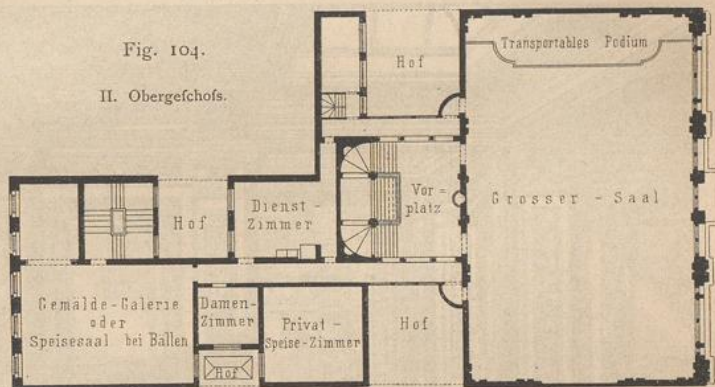 Fig. 104.
II. Obergeſchoſs.
Hof
Transportables Podium
Hof
Dienst-
Zimmer
Vor=
platz
Grosser - Saal
Gemälde-Galerie
oder
Speisesaal bei Bällen
Damen-
Zimmer
Hof
Privat-
Speise-Zimmer
Hof